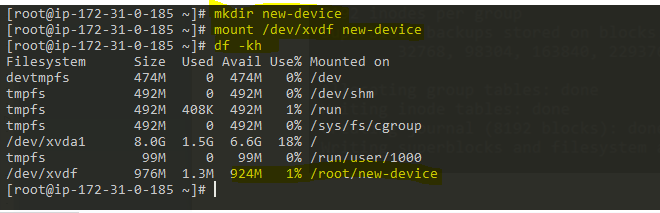 [root@ip-172-31-0-185 ~]# mkdir new-device
[root@ip-172-31-0-185 ~]# mount /dev/xvdf new-device
[root@ip-172-31-0-185 ~]# df -kh
Filesystem      Size  Used Avail Use% Mounted on
devtmpfs        474M     0  474M   0% /dev
tmpfs           492M     0  492M   0% /dev/shm
tmpfs           492M  408K  492M   1% /run
tmpfs           492M     0  492M   0% /sys/fs/cgroup
/dev/xvda1      8.0G  1.5G  6.6G  18% /
tmpfs            99M     0   99M   0% /run/user/1000
/dev/xvdf       976M  1.3M  924M   1% /root/new-device
[root@ip-172-31-0-185 ~]#